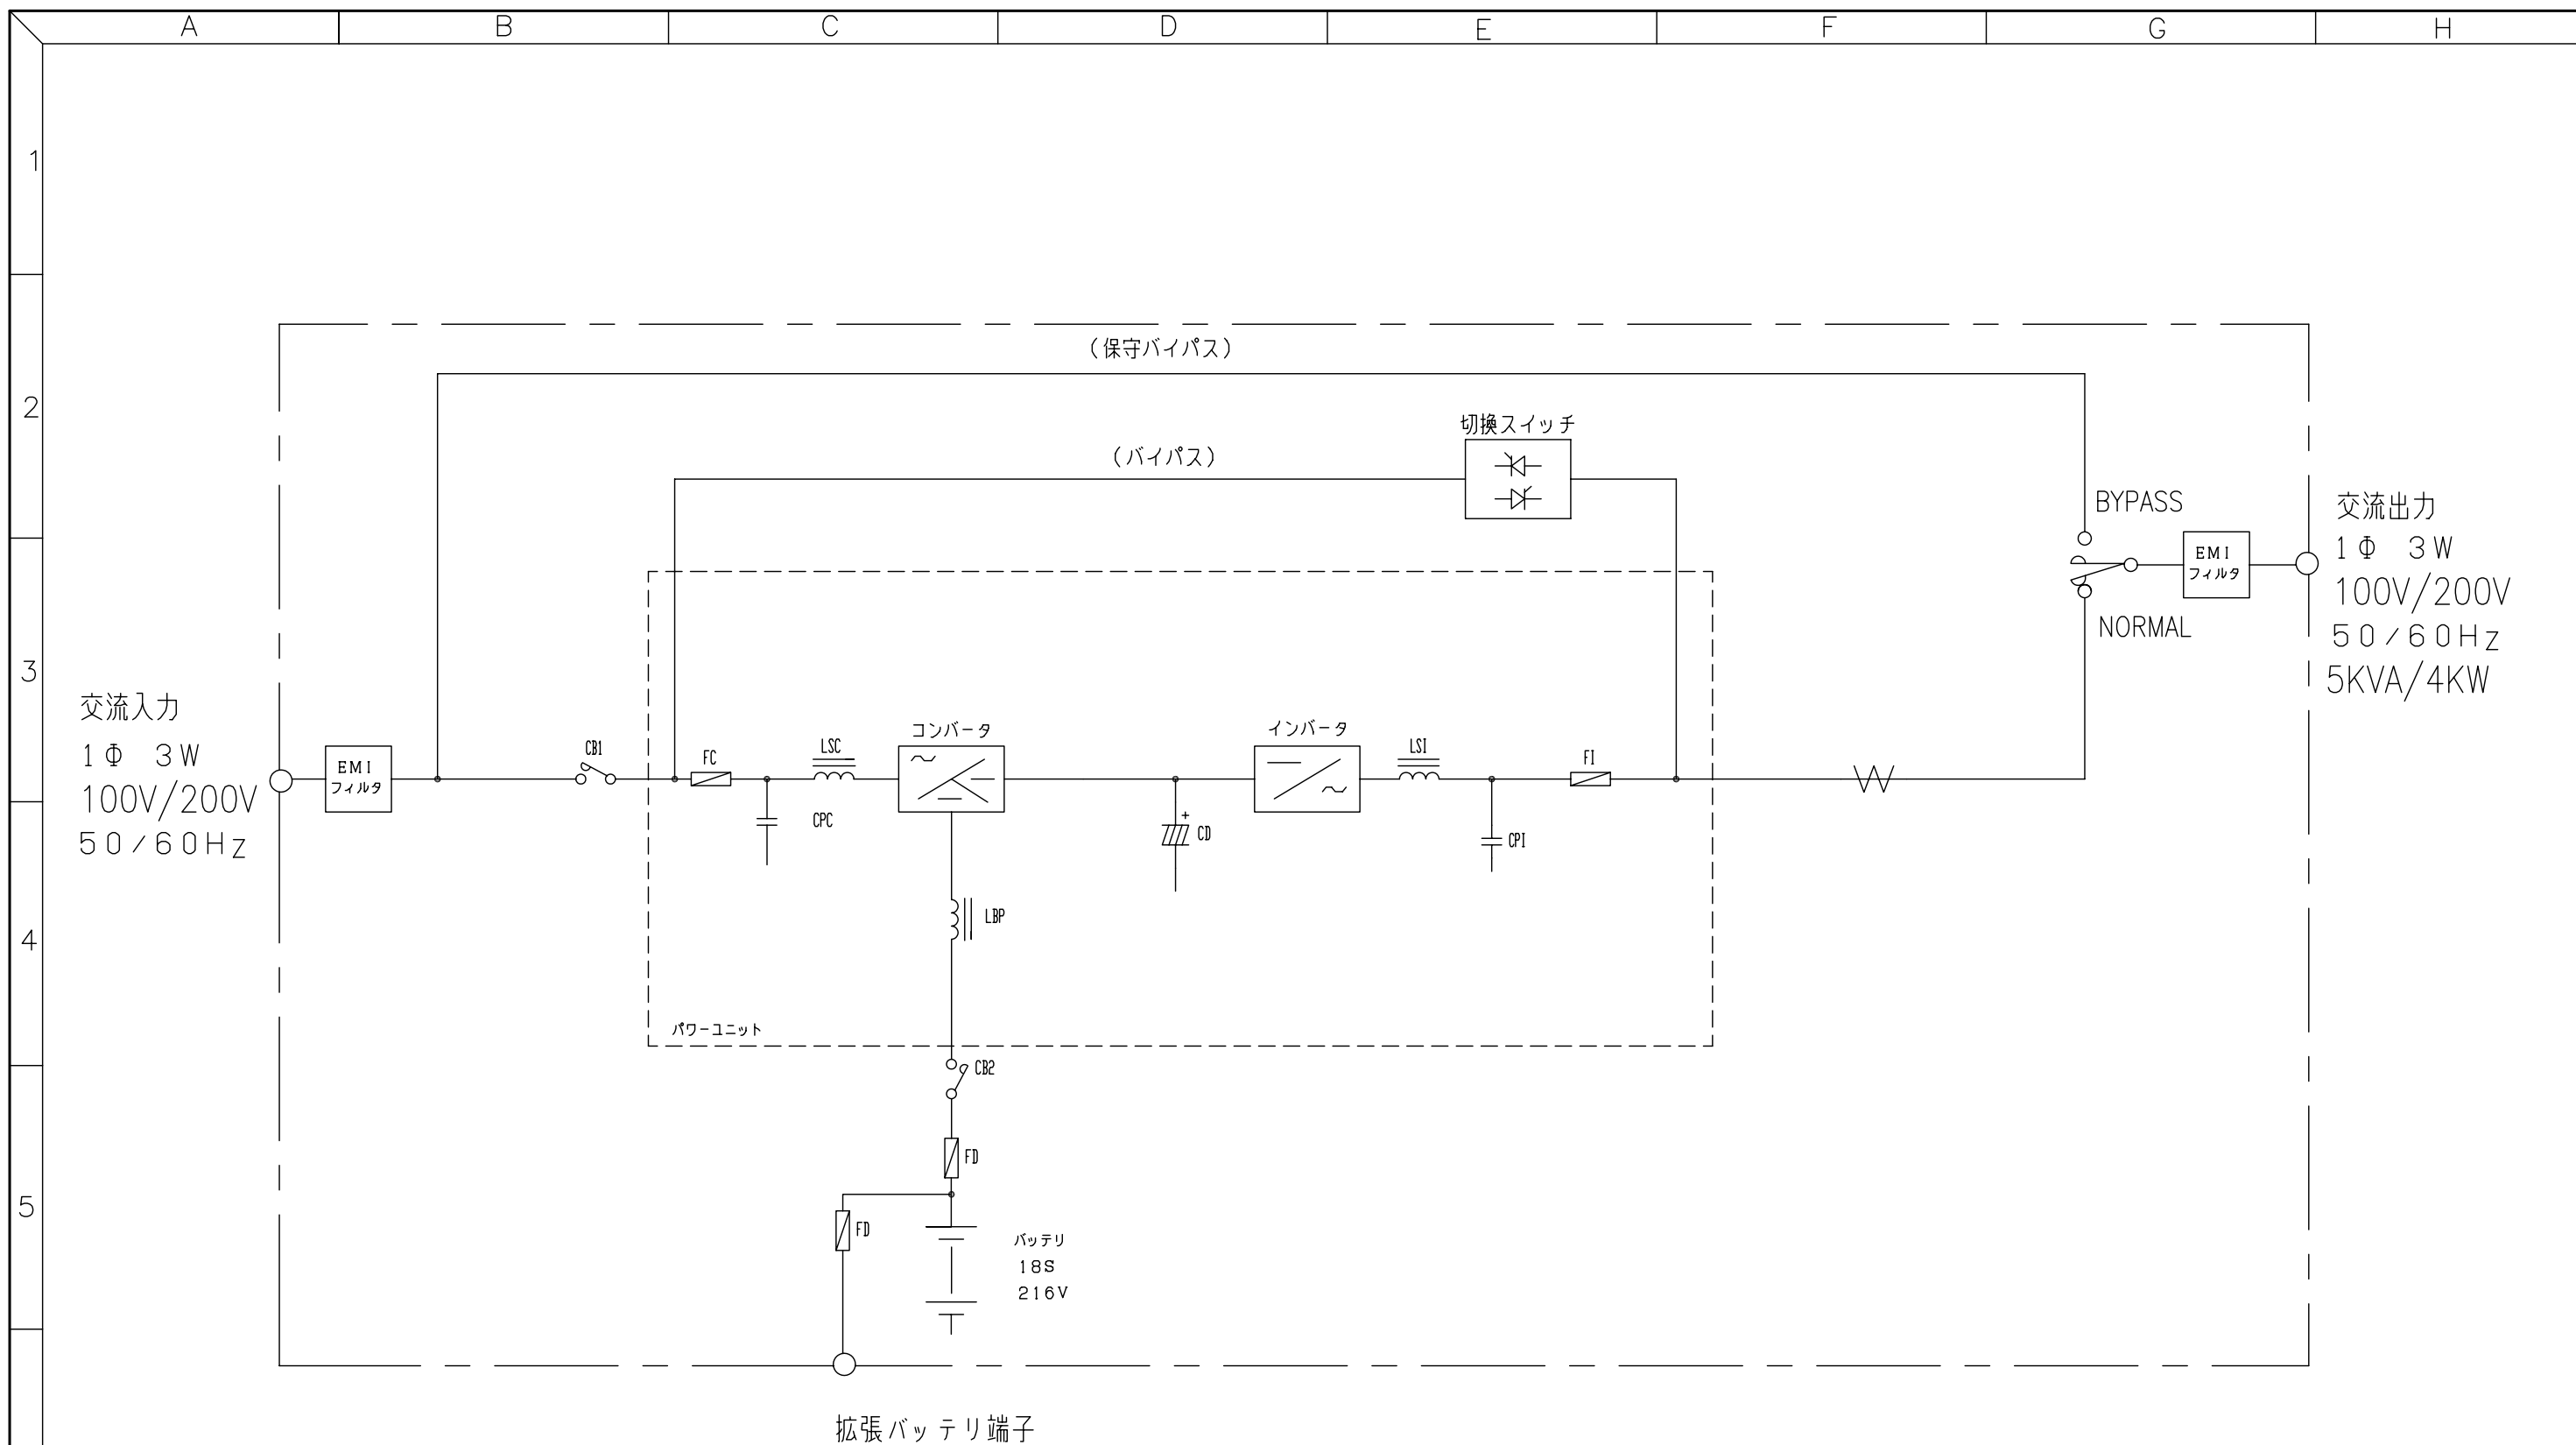 A
B
C
D
E
F
G
H
1
2
3
4
5
(保守バイパス)
(バイパス)
切換スイッチ
BYPASS
NORMAL
EMI
フィルタ
交流出力
1Φ 3W
100V/200V
50/60Hz
5KVA/4KW
交流入力
1Φ 3W
100V/200V
50/60Hz
EMI
フィルタ
CB1
FC
LSC
CPC
コンバータ
CD
+
インバータ
LSI
CPI
FI
LBP
パワーユニット
CB2
FD
FD
バッテリ
18S
216V
拡張バッテリ端子